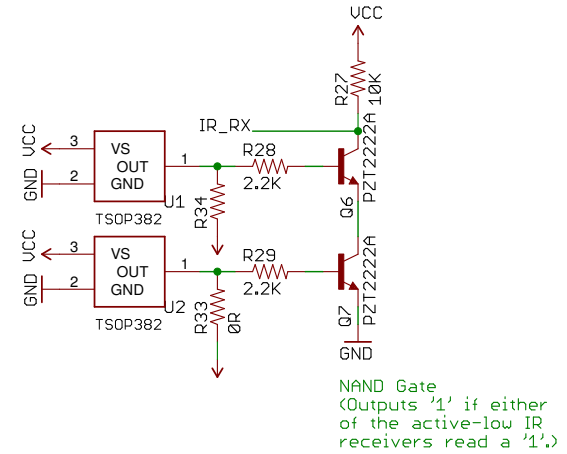 VCC
R27
10K
IR_RX
PZT2222A
Q6
VCC
3
VS
OUT
1
R28
2.2K
GND
2
GND
U1
TSOP382
R34
VCC
3
VS
OUT
1
R29
2.2K
GND
2
GND
U2
TSOP382
R33
0R
PZT2222A
Q7
GND
NAND Gate
(Outputs '1' if either
of the active-low IR
receivers read a '1'.)